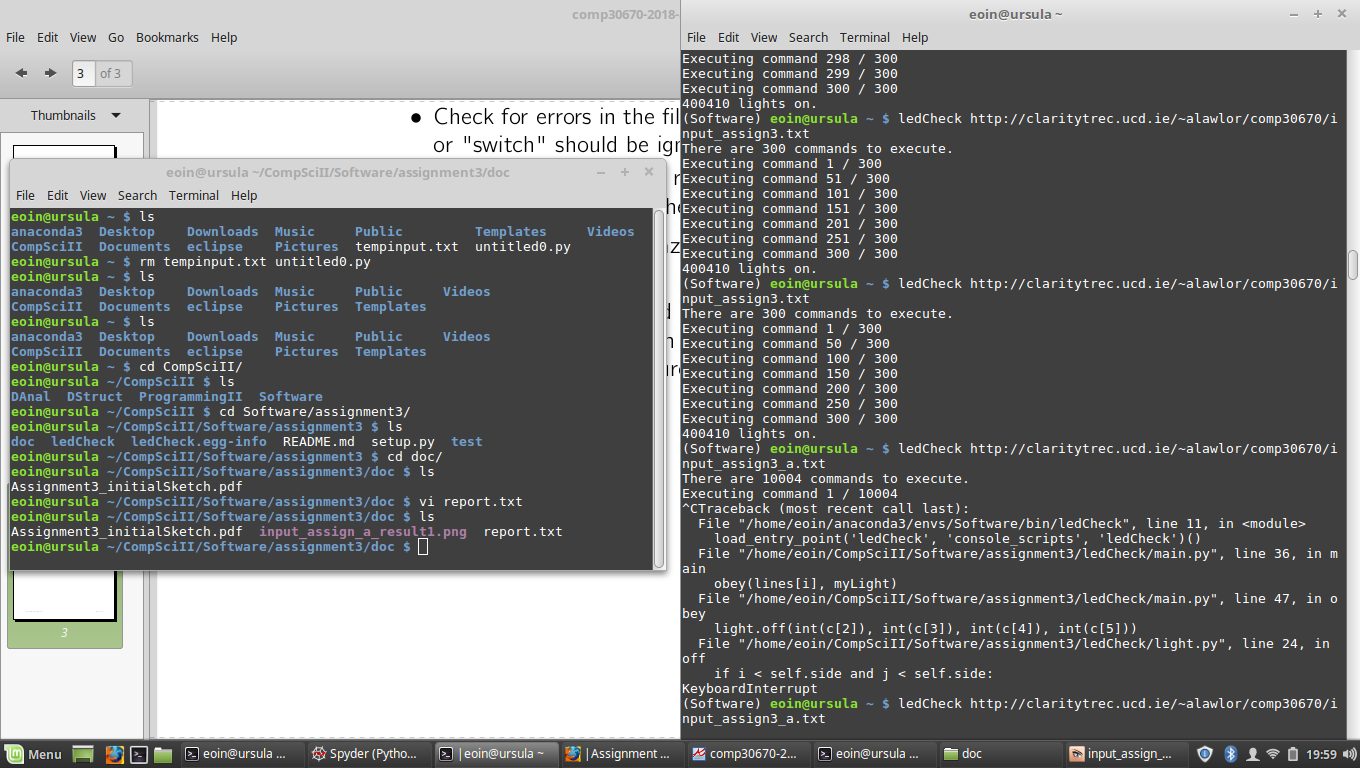 comp30670-2018-
File Edit View Go Bookmarks Help
3 of 3
Thumbnails
3
• Check for errors in the fil
or "switch" should be ign
eoin@ursula ~/CompSciII/Software/assignment3/doc
File Edit View Search Terminal Help
eoin@ursula ~ $ ls
anaconda3 Desktop Downloads Music Public Templates Videos
CompSciII Documents eclipse Pictures tempinput.txt untitled0.py
eoin@ursula ~ $ rm tempinput.txt untitled0.py
eoin@ursula ~ $ ls
anaconda3 Desktop Downloads Music Public Videos
CompSciII Documents eclipse Pictures Templates
eoin@ursula ~ $ ls
anaconda3 Desktop Downloads Music Public Videos
CompSciII Documents eclipse Pictures Templates
eoin@ursula ~ $ cd CompSciII/
eoin@ursula ~/CompSciII $ ls
DAnal DStruct ProgrammingII Software
eoin@ursula ~/CompSciII $ cd Software/assignment3/
eoin@ursula ~/CompSciII/Software/assignment3 $ ls
doc ledCheck ledCheck.egg-info README.md setup.py test
eoin@ursula ~/CompSciII/Software/assignment3 $ cd doc/
eoin@ursula ~/CompSciII/Software/assignment3/doc $ ls
Assignment3_initialSketch.pdf
eoin@ursula ~/CompSciII/Software/assignment3/doc $ vi report.txt
eoin@ursula ~/CompSciII/Software/assignment3/doc $ ls
Assignment3_initialSketch.pdf input_assign_a_result1.png report.txt
eoin@ursula ~/CompSciII/Software/assignment3/doc $
eoin@ursula ~
File Edit View Search Terminal Help
Executing command 298 / 300
Executing command 299 / 300
Executing command 300 / 300
400410 lights on.
(Software) eoin@ursula ~ $ ledCheck http://claritytrec.ucd.ie/~alawlor/comp30670/i
nput_assign3.txt
There are 300 commands to execute.
Executing command 1 / 300
Executing command 51 / 300
Executing command 101 / 300
Executing command 151 / 300
Executing command 201 / 300
Executing command 251 / 300
Executing command 300 / 300
400410 lights on.
(Software) eoin@ursula ~ $ ledCheck http://claritytrec.ucd.ie/~alawlor/comp30670/i
nput_assign3.txt
There are 300 commands to execute.
Executing command 1 / 300
Executing command 50 / 300
Executing command 100 / 300
Executing command 150 / 300
Executing command 200 / 300
Executing command 250 / 300
Executing command 300 / 300
400410 lights on.
(Software) eoin@ursula ~ $ ledCheck http://claritytrec.ucd.ie/~alawlor/comp30670/i
nput_assign3_a.txt
There are 10004 commands to execute.
Executing command 1 / 10004
^CTraceback (most recent call last):
File "/home/eoin/anaconda3/envs/Software/bin/ledCheck", line 11, in <module>
load_entry_point('ledCheck', 'console_scripts', 'ledCheck')()
File "/home/eoin/CompSciII/Software/assignment3/ledCheck/main.py", line 36, in m
ain
obey(lines[i], myLight)
File "/home/eoin/CompSciII/Software/assignment3/ledCheck/main.py", line 47, in o
bey
light.off(int(c[2]), int(c[3]), int(c[4]), int(c[5]))
File "/home/eoin/CompSciII/Software/assignment3/ledCheck/light.py", line 24, in
off
if i < self.side and j < self.side:
KeyboardInterrupt
(Software) eoin@ursula ~ $ ledCheck http://claritytrec.ucd.ie/~alawlor/comp30670/i
nput_assign3_a.txt
Menu eoin@ursula ... Spyder (Pytho... | eoin@ursula ~ | Assignment ... comp30670-2... eoin@ursula ... doc input_assign_... 19:59